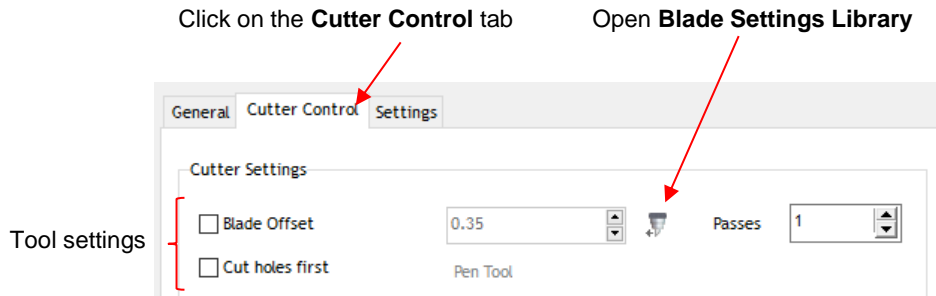 Click on the Cutter Control tab
Open Blade Settings Library
General
Cutter Control
Settings
Cutter Settings
Tool settings
Blade Offset
0.35
Passes
1
Cut holes first
Pen Tool